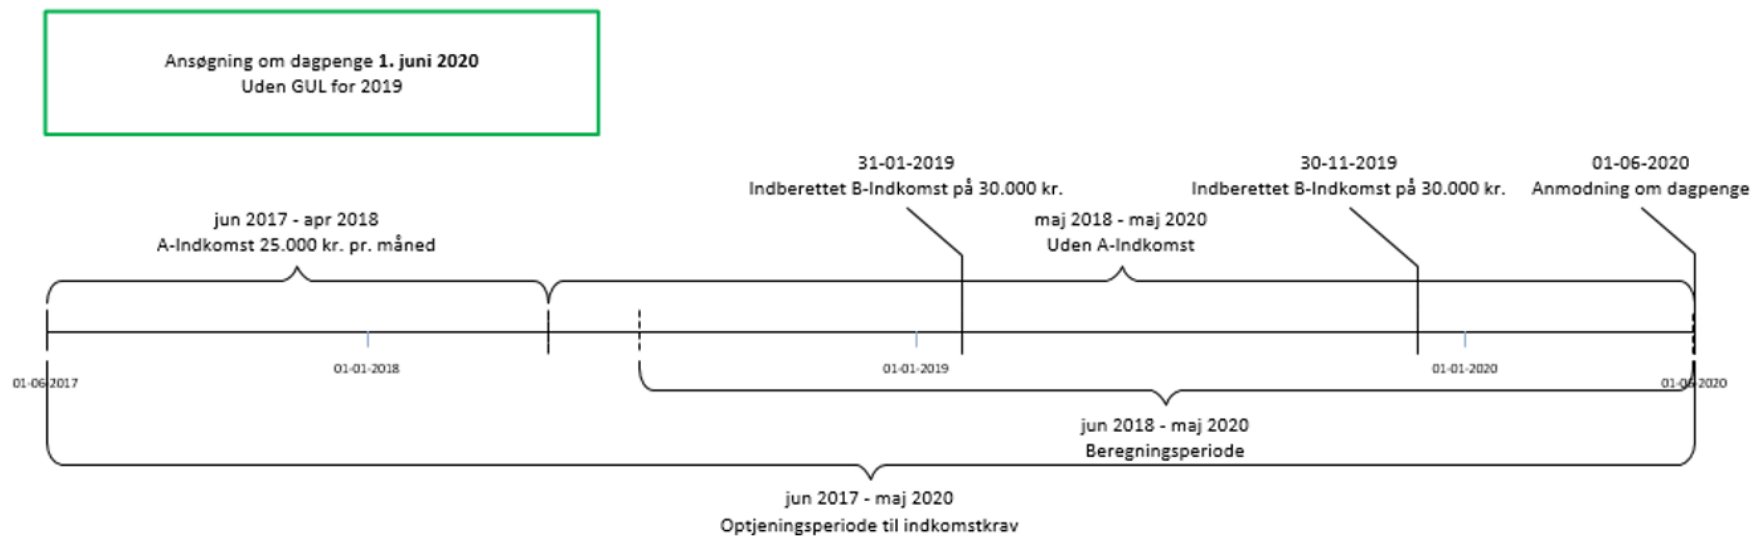 Ansøgning om dagpenge 1. juni 2020
Uden GUL for 2019
31-01-2019
Indberettet B-Indkomst på 30.000 kr.
30-11-2019
Indberettet B-Indkomst på 30.000 kr.
01-06-2020
Anmodning om dagpenge
jun 2017 - apr 2018
A-Indkomst 25.000 kr. pr. måned
maj 2018 - maj 2020
Uden A-Indkomst
01-06-2017
01-01-2018
01-01-2019
01-01-2020
01-06-2020
jun 2018 - maj 2020
Beregningsperiode
jun 2017 - maj 2020
Optjeningsperiode til indkomstkrav